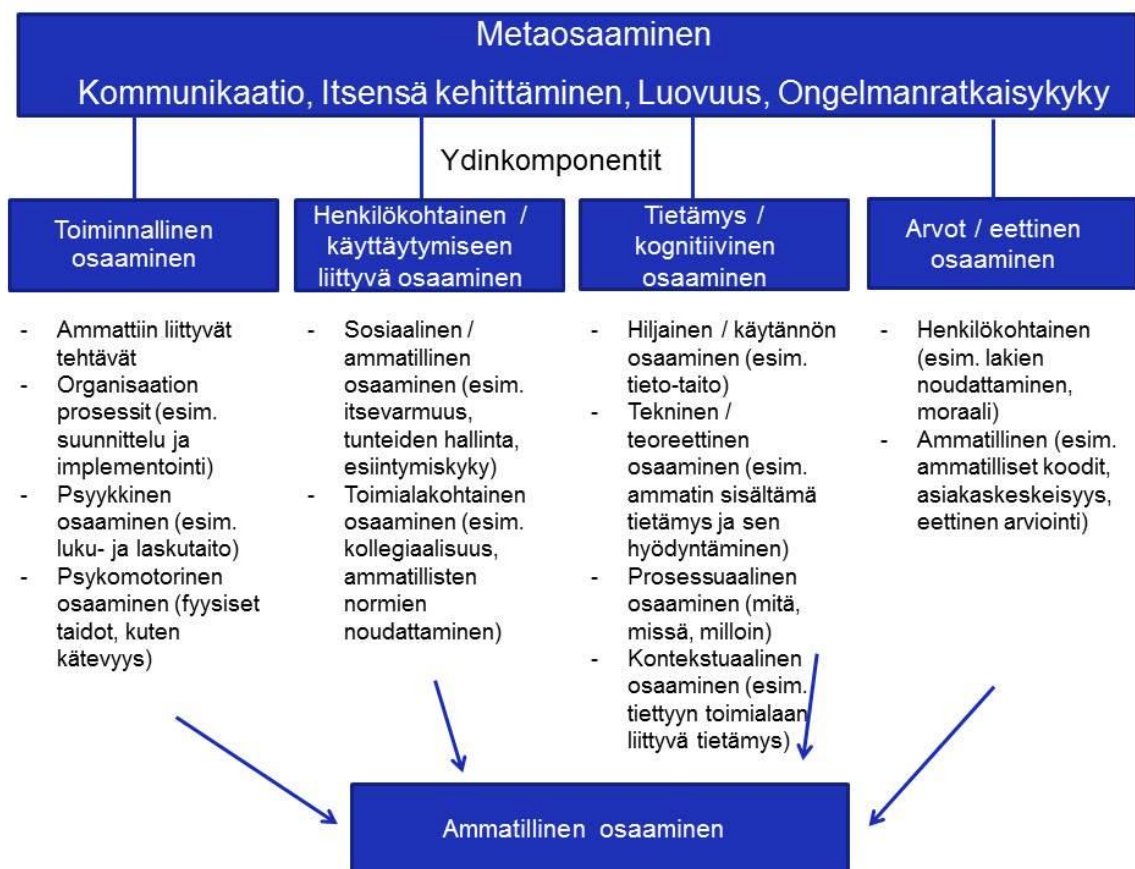 Metaosaaminen
Kommunikaatio, Itsensä kehittäminen, Luovuus, Ongelmanratkaisykyky
Ydinkomponentit
Toiminnallinen
osaaminen
Henkilökohtainen /
käyttäytymiseen
liittyvä osaaminen
Tietämys /
kognitiivinen
osaaminen
Arvot / eettinen
osaaminen
- Ammattiin liittyvät
tehtävät
- Organisaation
prosessit (esim.
suunnittelu ja
implementointi)
- Psyykkinen
osaaminen (esim.
luku- ja laskutaito)
- Psykomotorinen
osaaminen (fyysiset
taidot, kuten
kätevyys)
- Sosiaalinen /
ammatillinen
osaaminen (esim.
itsevarmuus,
tunteiden hallinta,
esiintymiskyky)
- Toimialakohtainen
osaaminen (esim.
kollegiaalisuus,
ammatillisten
normien
noudattaminen)
- Hiljainen / käytännön
osaaminen (esim.
tieto-taito)
- Tekninen /
teoreettinen
osaaminen (esim.
ammatin sisältämä
tietämys ja sen
hyödyntäminen)
- Prosessuaalinen
osaaminen (mitä,
missä, milloin)
- Kontekstuaalinen
osaaminen (esim.
tiettyyn toimialaan
liittyvä tietämys)
- Henkilökohtainen
(esim. lakien
noudattaminen,
moraali)
- Ammatillinen (esim.
ammatilliset koodit,
asiakaskeskeisyys,
eettinen arviointi)
Ammatillinen osaaminen